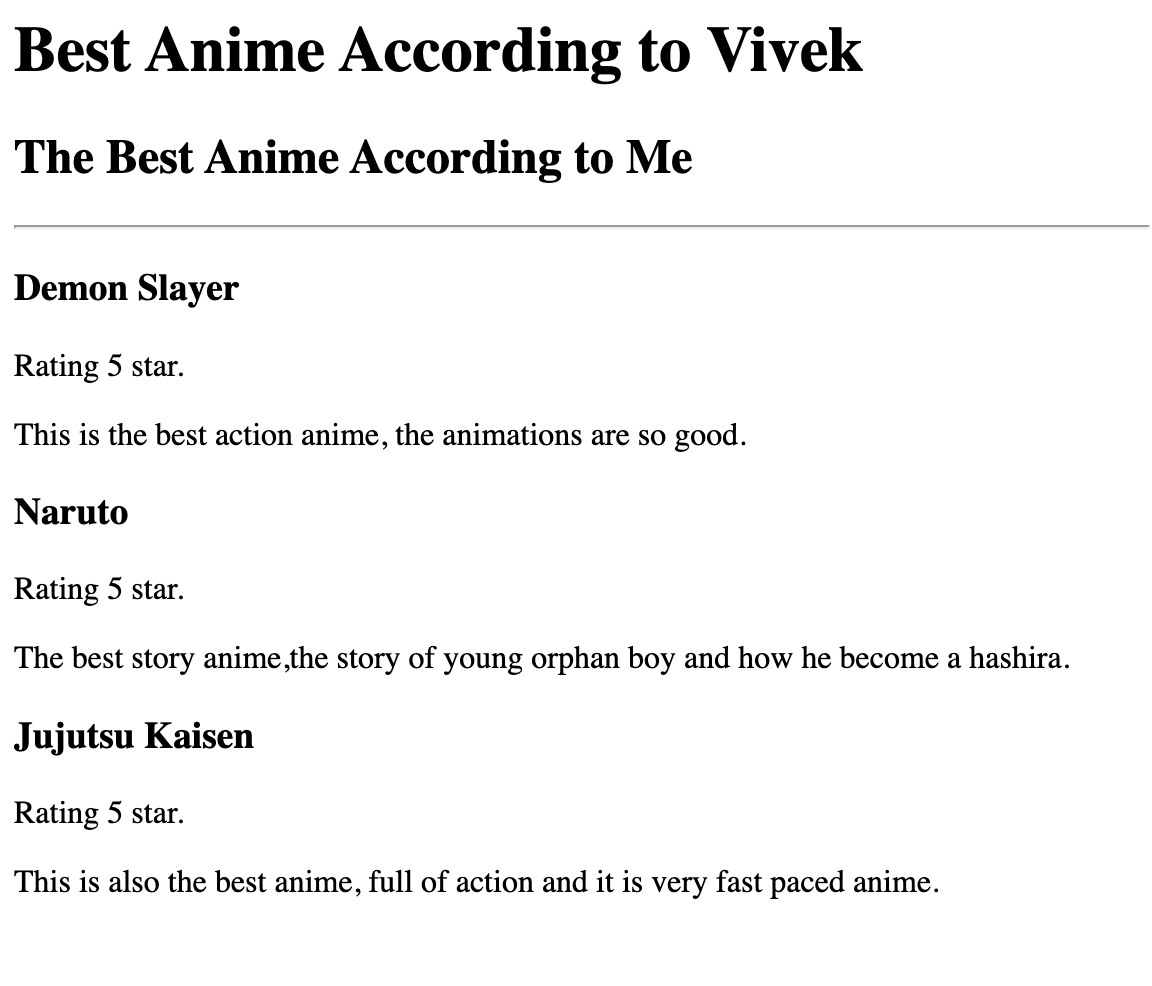 Best Anime According to Vivek
The Best Anime According to Me
Demon Slayer
Rating 5 star.
This is the best action anime, the animations are so good.
Naruto
Rating 5 star.
The best story anime,the story of young orphan boy and how he become a hashira.
Jujutsu Kaisen
Rating 5 star.
This is also the best anime, full of action and it is very fast paced anime.